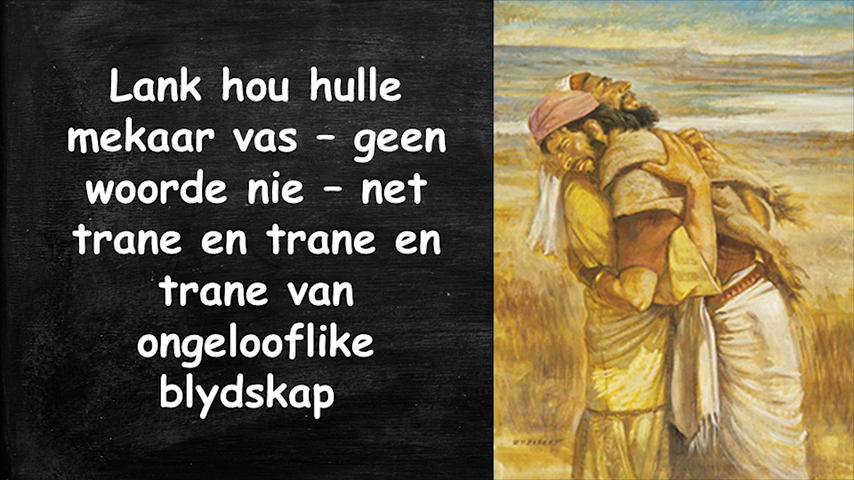 Lank hou hulle
mekaar vas – geen
woorde nie – net
trane en trane en
trane van
ongelooflike
blydskap